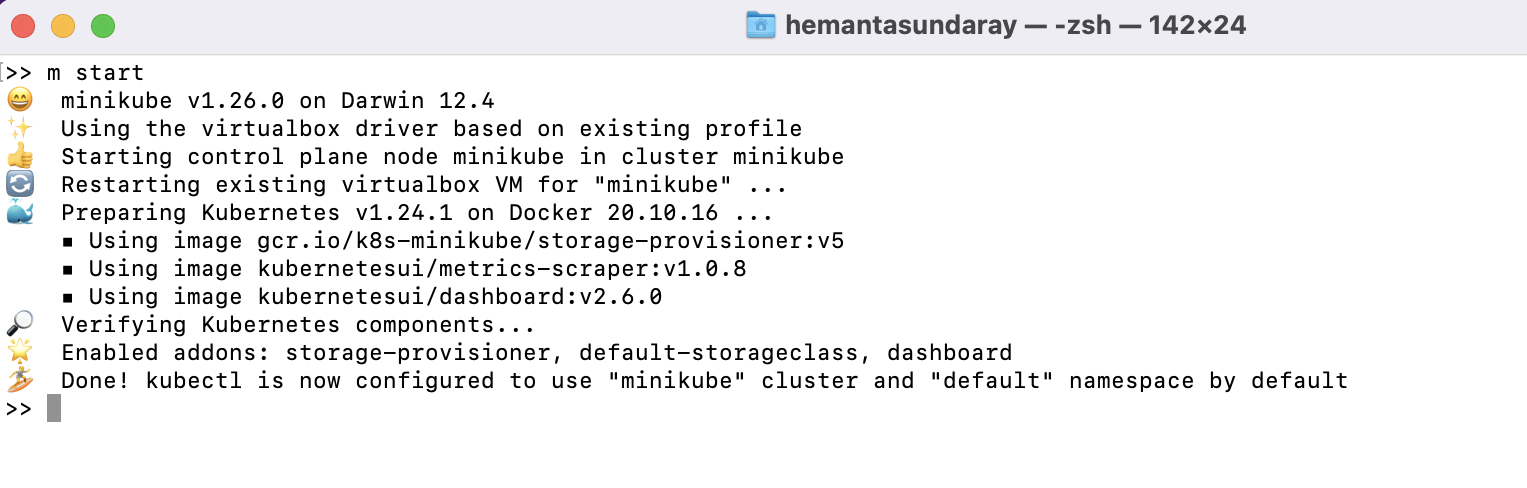 hemantasundaray — -zsh — 142×24
>> m start
😄 minikube v1.26.0 on Darwin 12.4
✨ Using the virtualbox driver based on existing profile
👍 Starting control plane node minikube in cluster minikube
🔄 Restarting existing virtualbox VM for "minikube" ...
🐳 Preparing Kubernetes v1.24.1 on Docker 20.10.16 ...
▪ Using image gcr.io/k8s-minikube/storage-provisioner:v5
▪ Using image kubernetesui/metrics-scraper:v1.0.8
▪ Using image kubernetesui/dashboard:v2.6.0
🔎 Verifying Kubernetes components...
🌟 Enabled addons: storage-provisioner, default-storageclass, dashboard
🏄 Done! kubectl is now configured to use "minikube" cluster and "default" namespace by default
>>